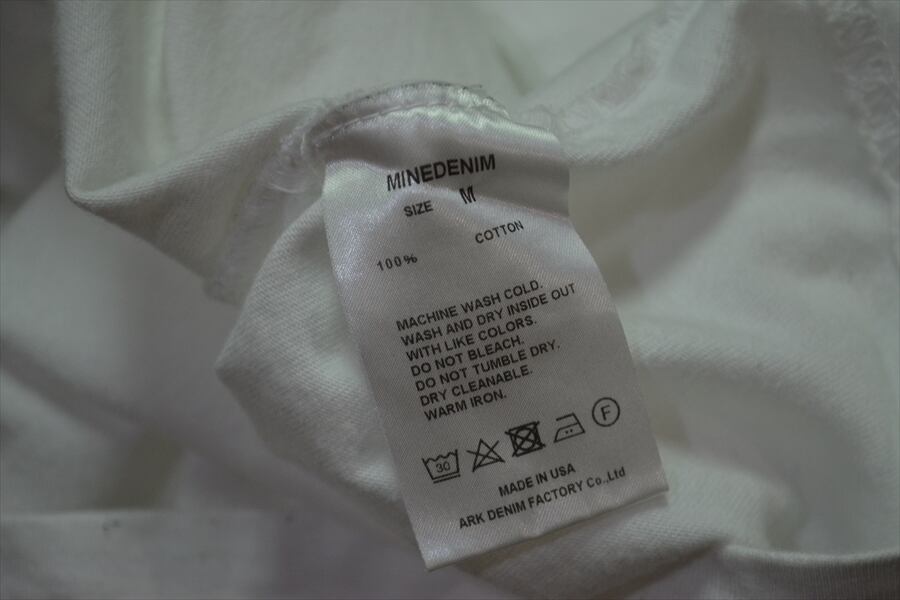 MINEDENIM
SIZE M
100% COTTON
MACHINE WASH COLD.
WASH AND DRY INSIDE OUT
WITH LIKE COLORS.
DO NOT BLEACH.
DO NOT TUMBLE DRY.
DRY CLEANABLE.
WARM IRON.
30 F
MADE IN USA
ARK DENIM FACTORY Co.,Ltd